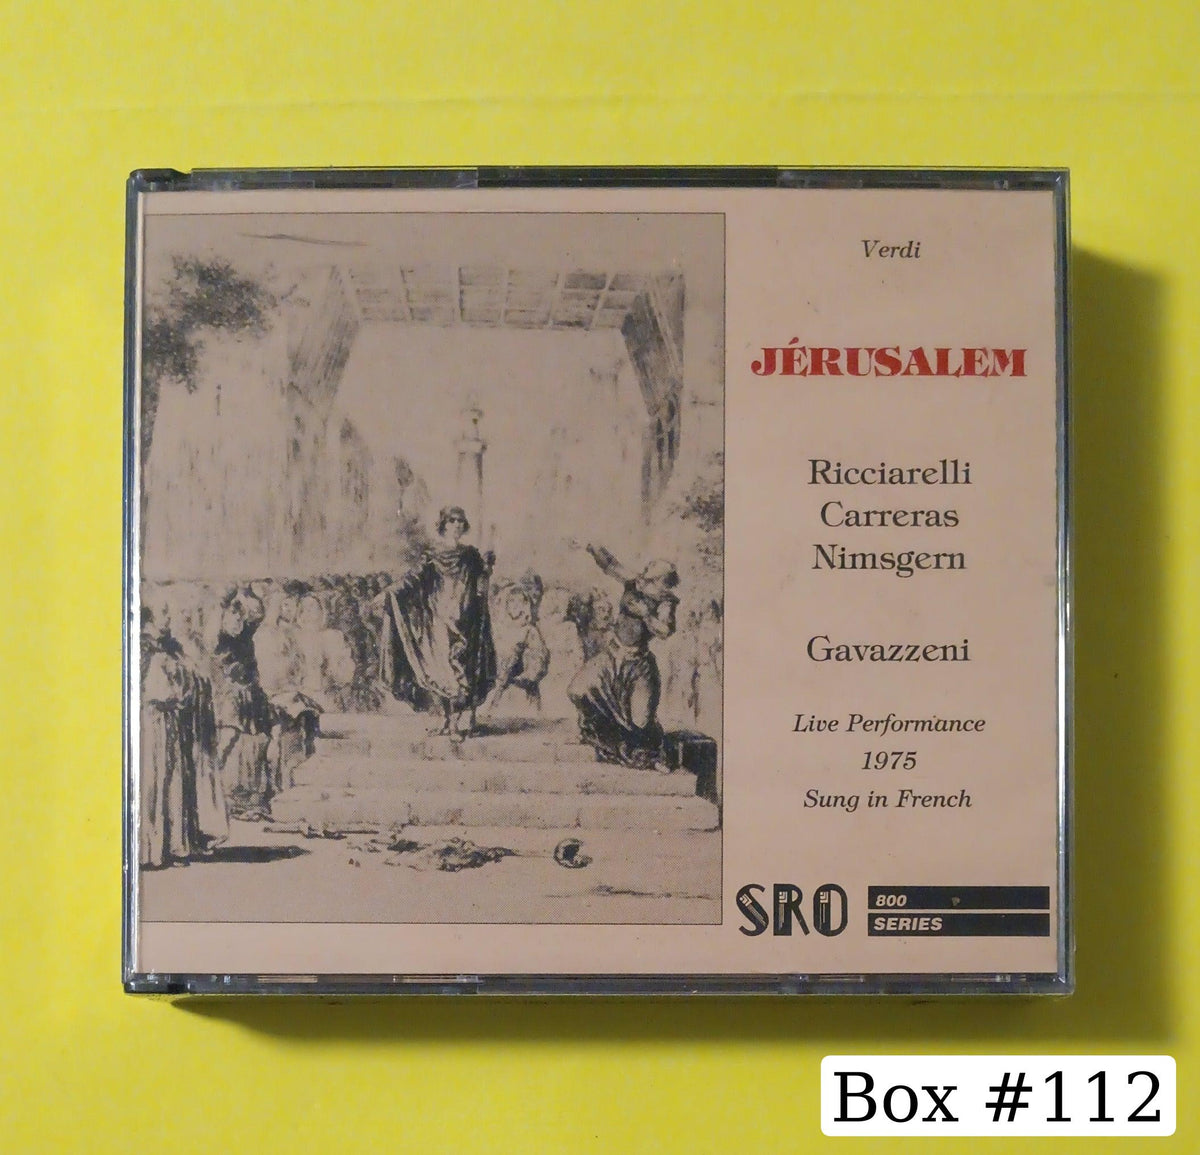 Verdi
JÉRUSALEM
Ricciarelli
Carreras
Nimsgern
Gavazzeni
Live Performance
1975
Sung in French
SRO
800
SERIES
Box #112